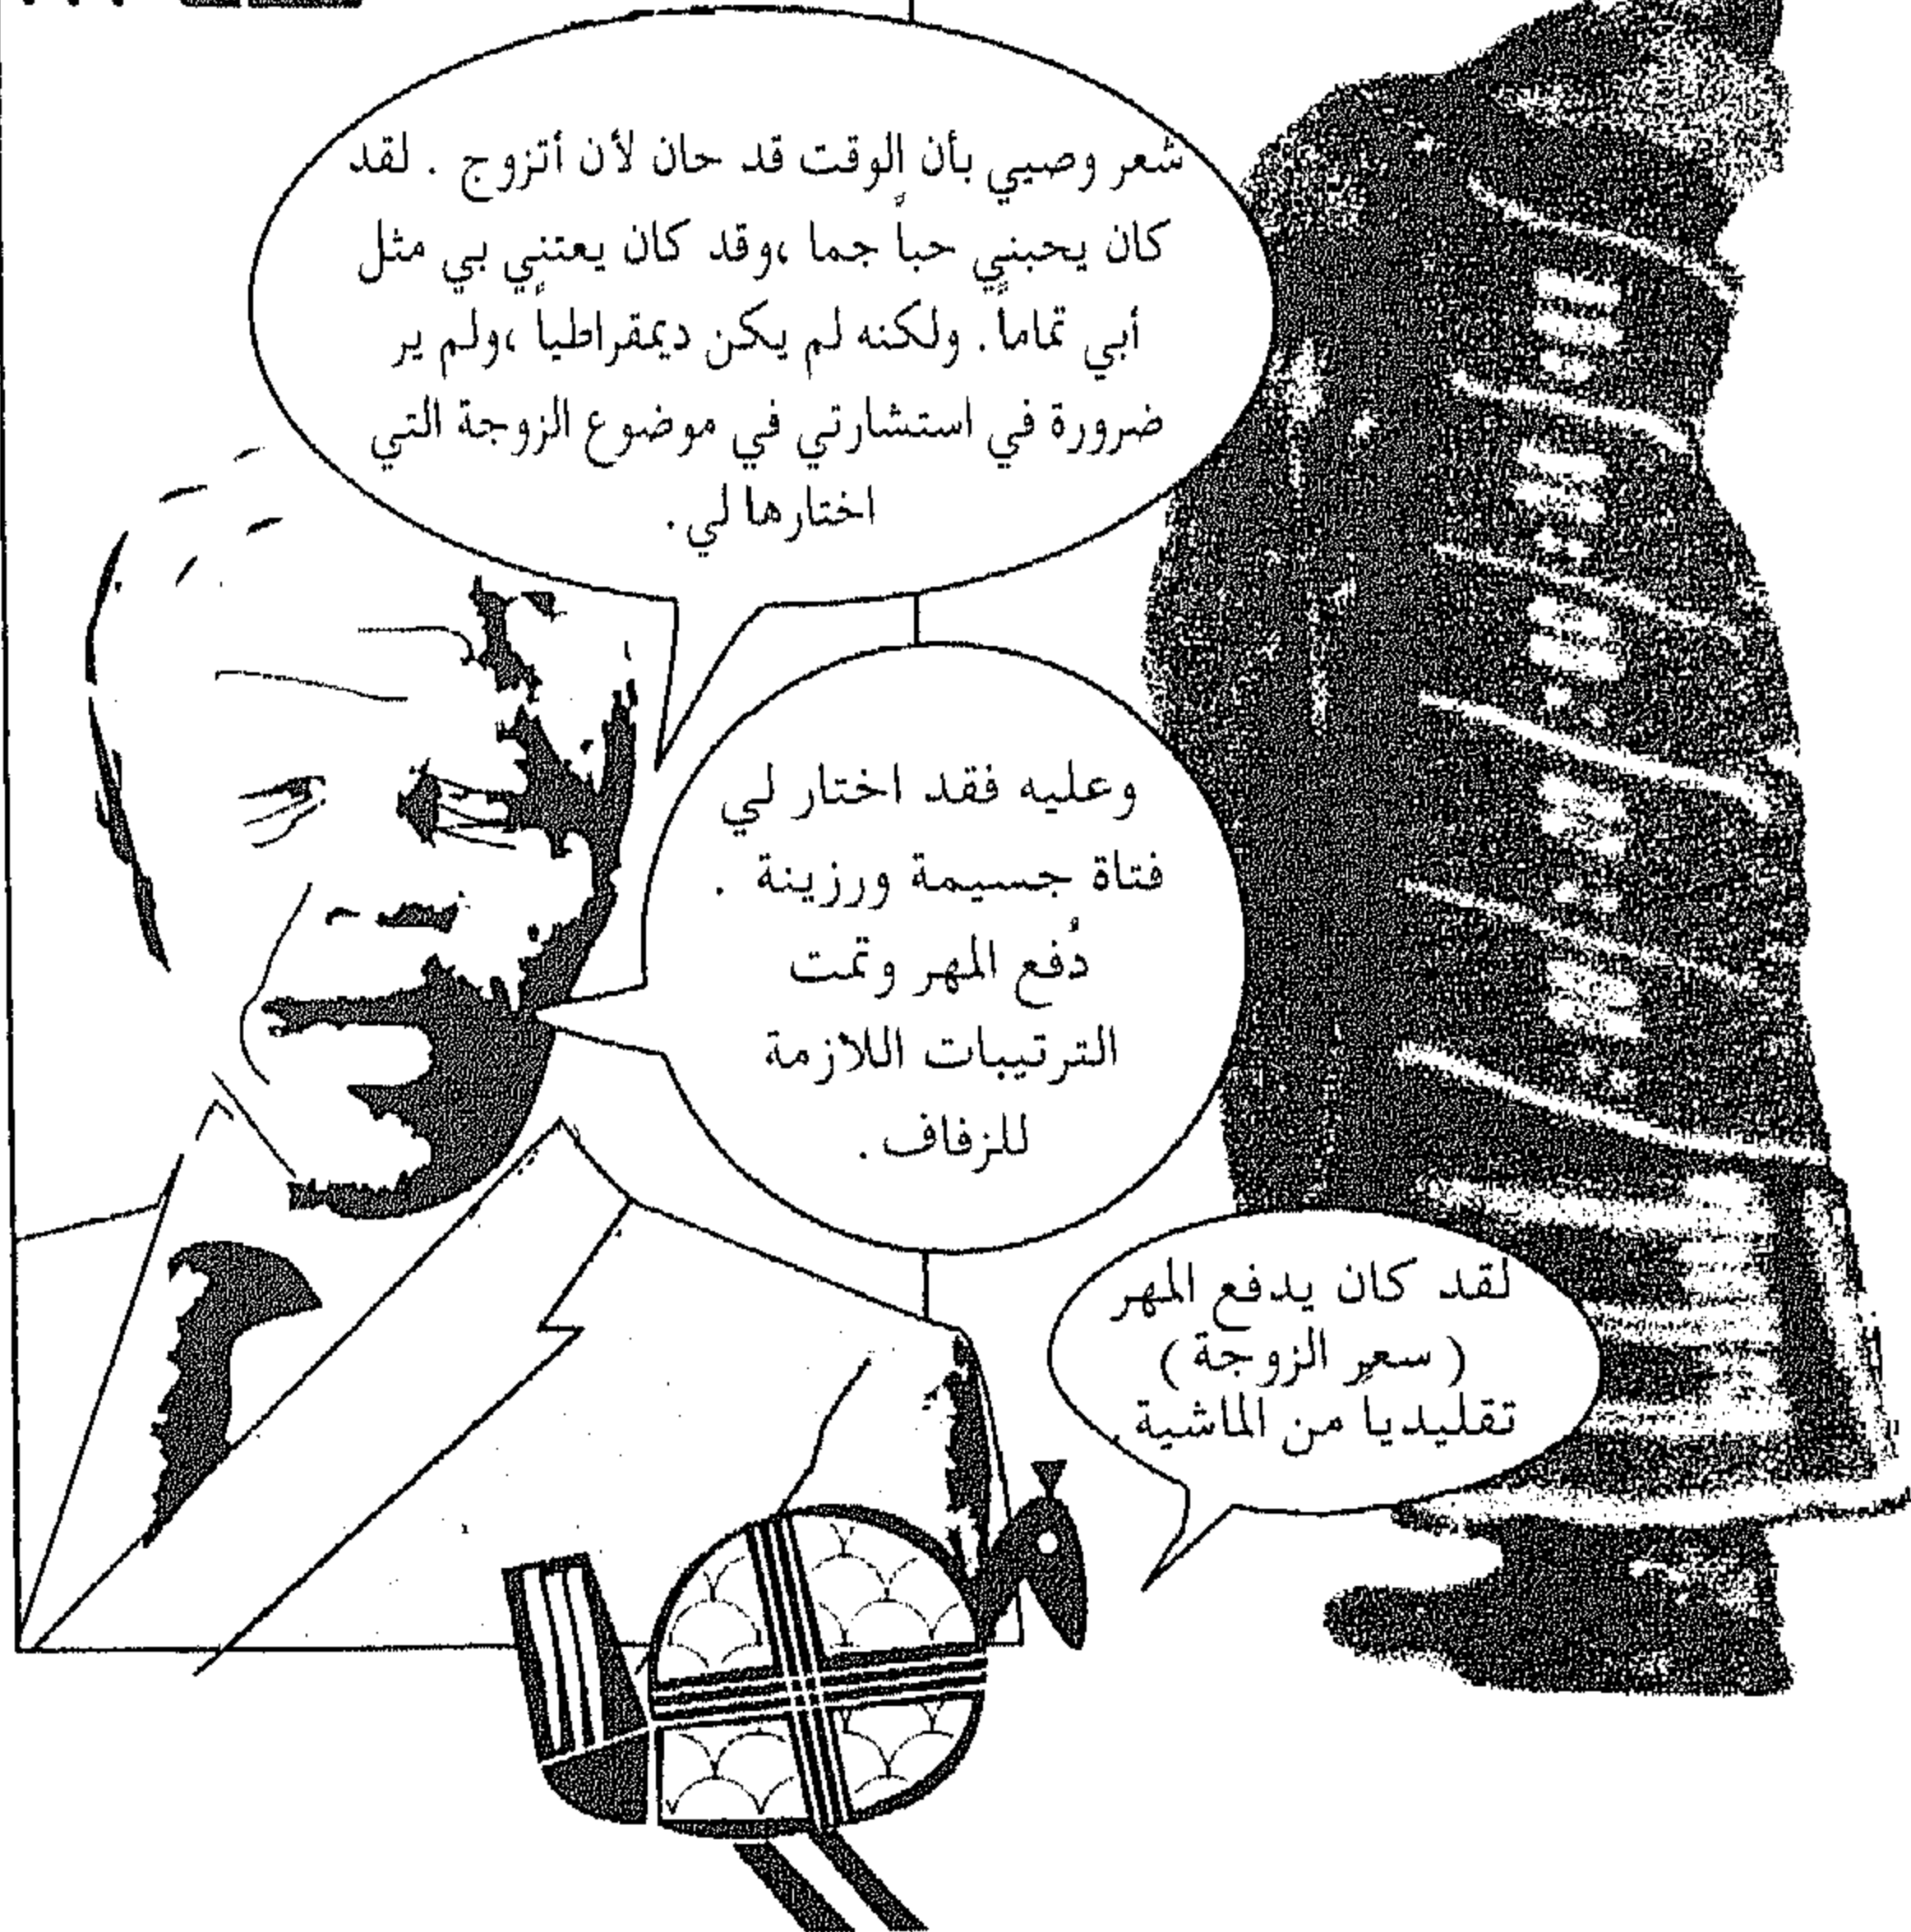 شعر وصيي بأن الوقت قد حان لأن أتزوج . لقد
كان يحبني حباً جما ،وقد كان يعتني بي مثل
أبي تماماً. ولكنه لم يكن ديمقراطياً ،ولم ير
ضرورة في استشارتي في موضوع الزوجة التي
اختارها لي.
وعليه فقد اختار لي
فتاة جسيمة ورزينة .
دُفع المهر وتمت
الترتيبات اللازمة
للزفاف .
لقد كان يدفع المهر
( سعر الزوجة )
تقليديا من الماشية .